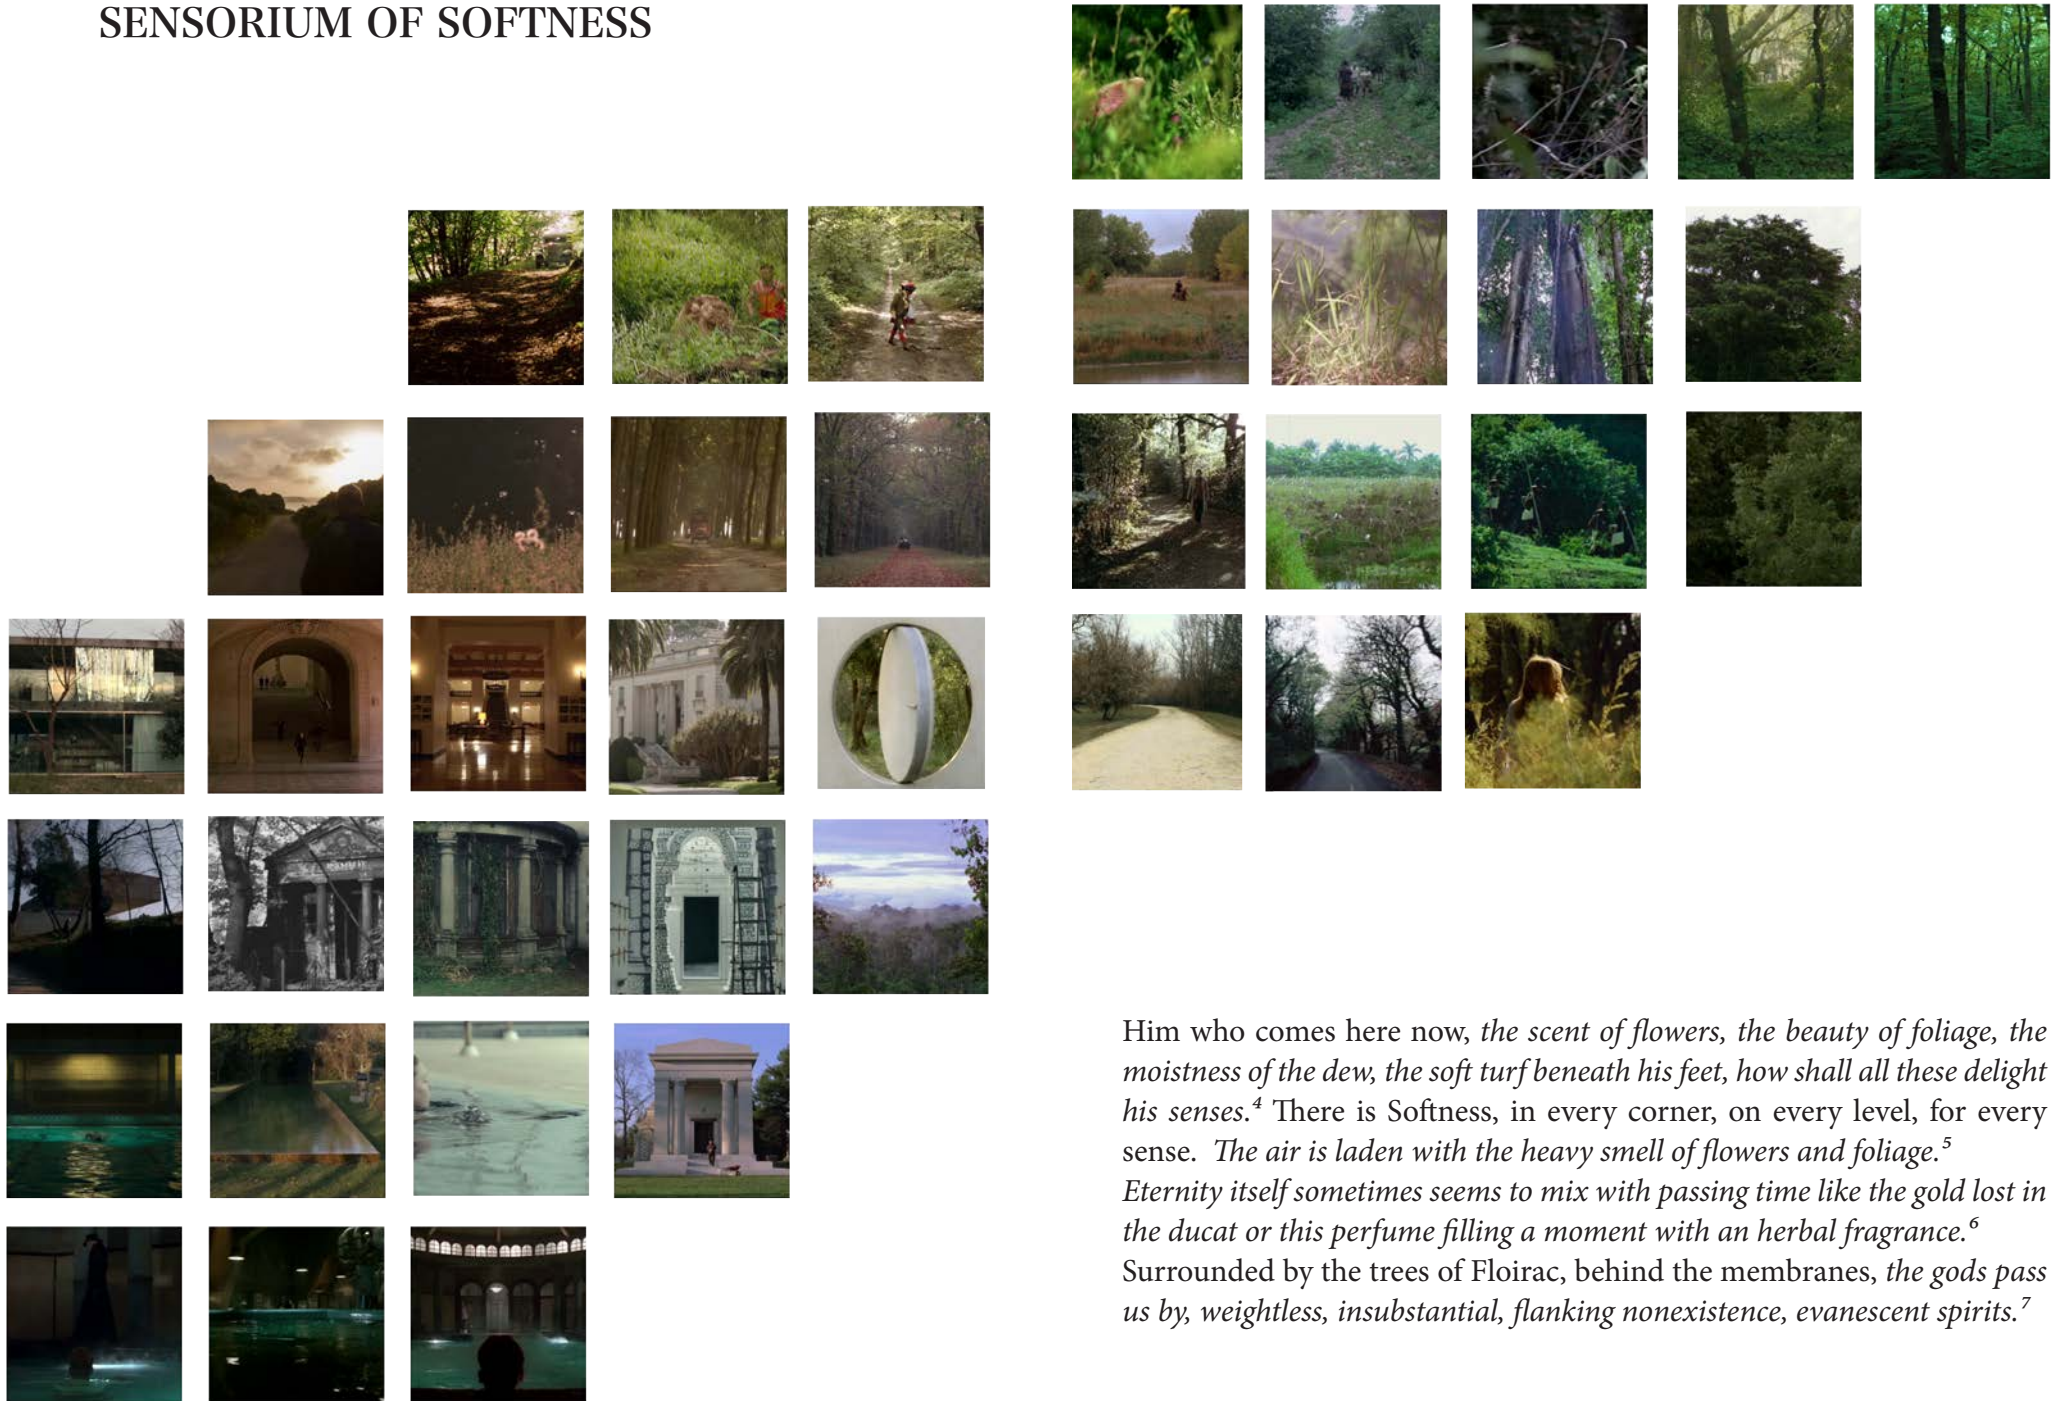 SENSORIUM OF SOFTNESS
Him who comes here now, the scent of flowers, the beauty of foliage, the
moistness of the dew, the soft turf beneath his feet, how shall all these delight
his senses.⁴ There is Softness, in every corner, on every level, for every
sense. The air is laden with the heavy smell of flowers and foliage.⁵
Eternity itself sometimes seems to mix with passing time like the gold lost in
the ducat or this perfume filling a moment with an herbal fragrance.⁶
Surrounded by the trees of Floirac, behind the membranes, the gods pass
us by, weightless, insubstantial, flanking nonexistence, evanescent spirits.⁷